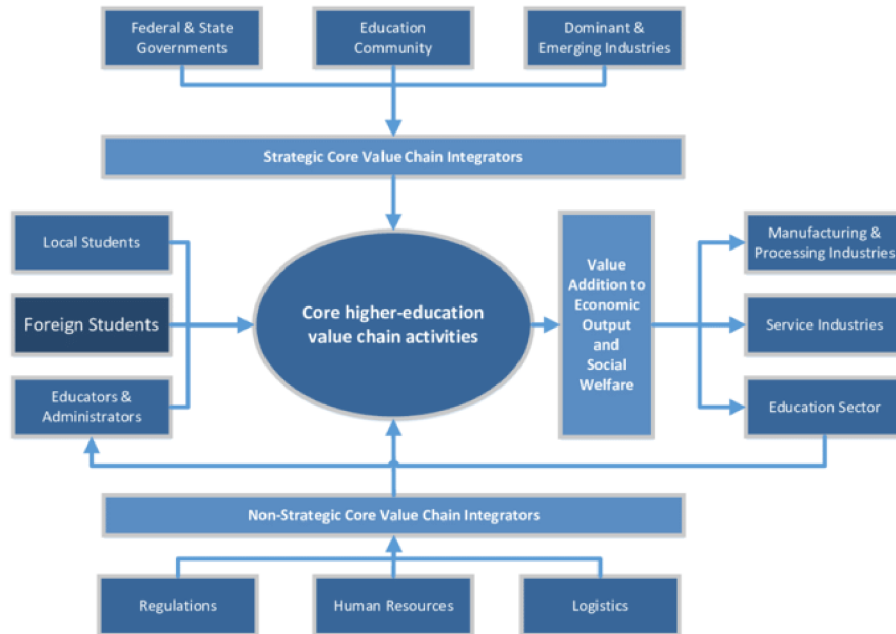 Federal & State
Governments
Education
Community
Dominant &
Emerging Industries
Strategic Core Value Chain Integrators
Local Students
Foreign Students
Educators &
Administrators
Core higher-education
value chain activities
Value
Addition to
Economic
Output
and
Social
Welfare
Manufacturing &
Processing Industries
Service Industries
Education Sector
Non-Strategic Core Value Chain Integrators
Regulations
Human Resources
Logistics